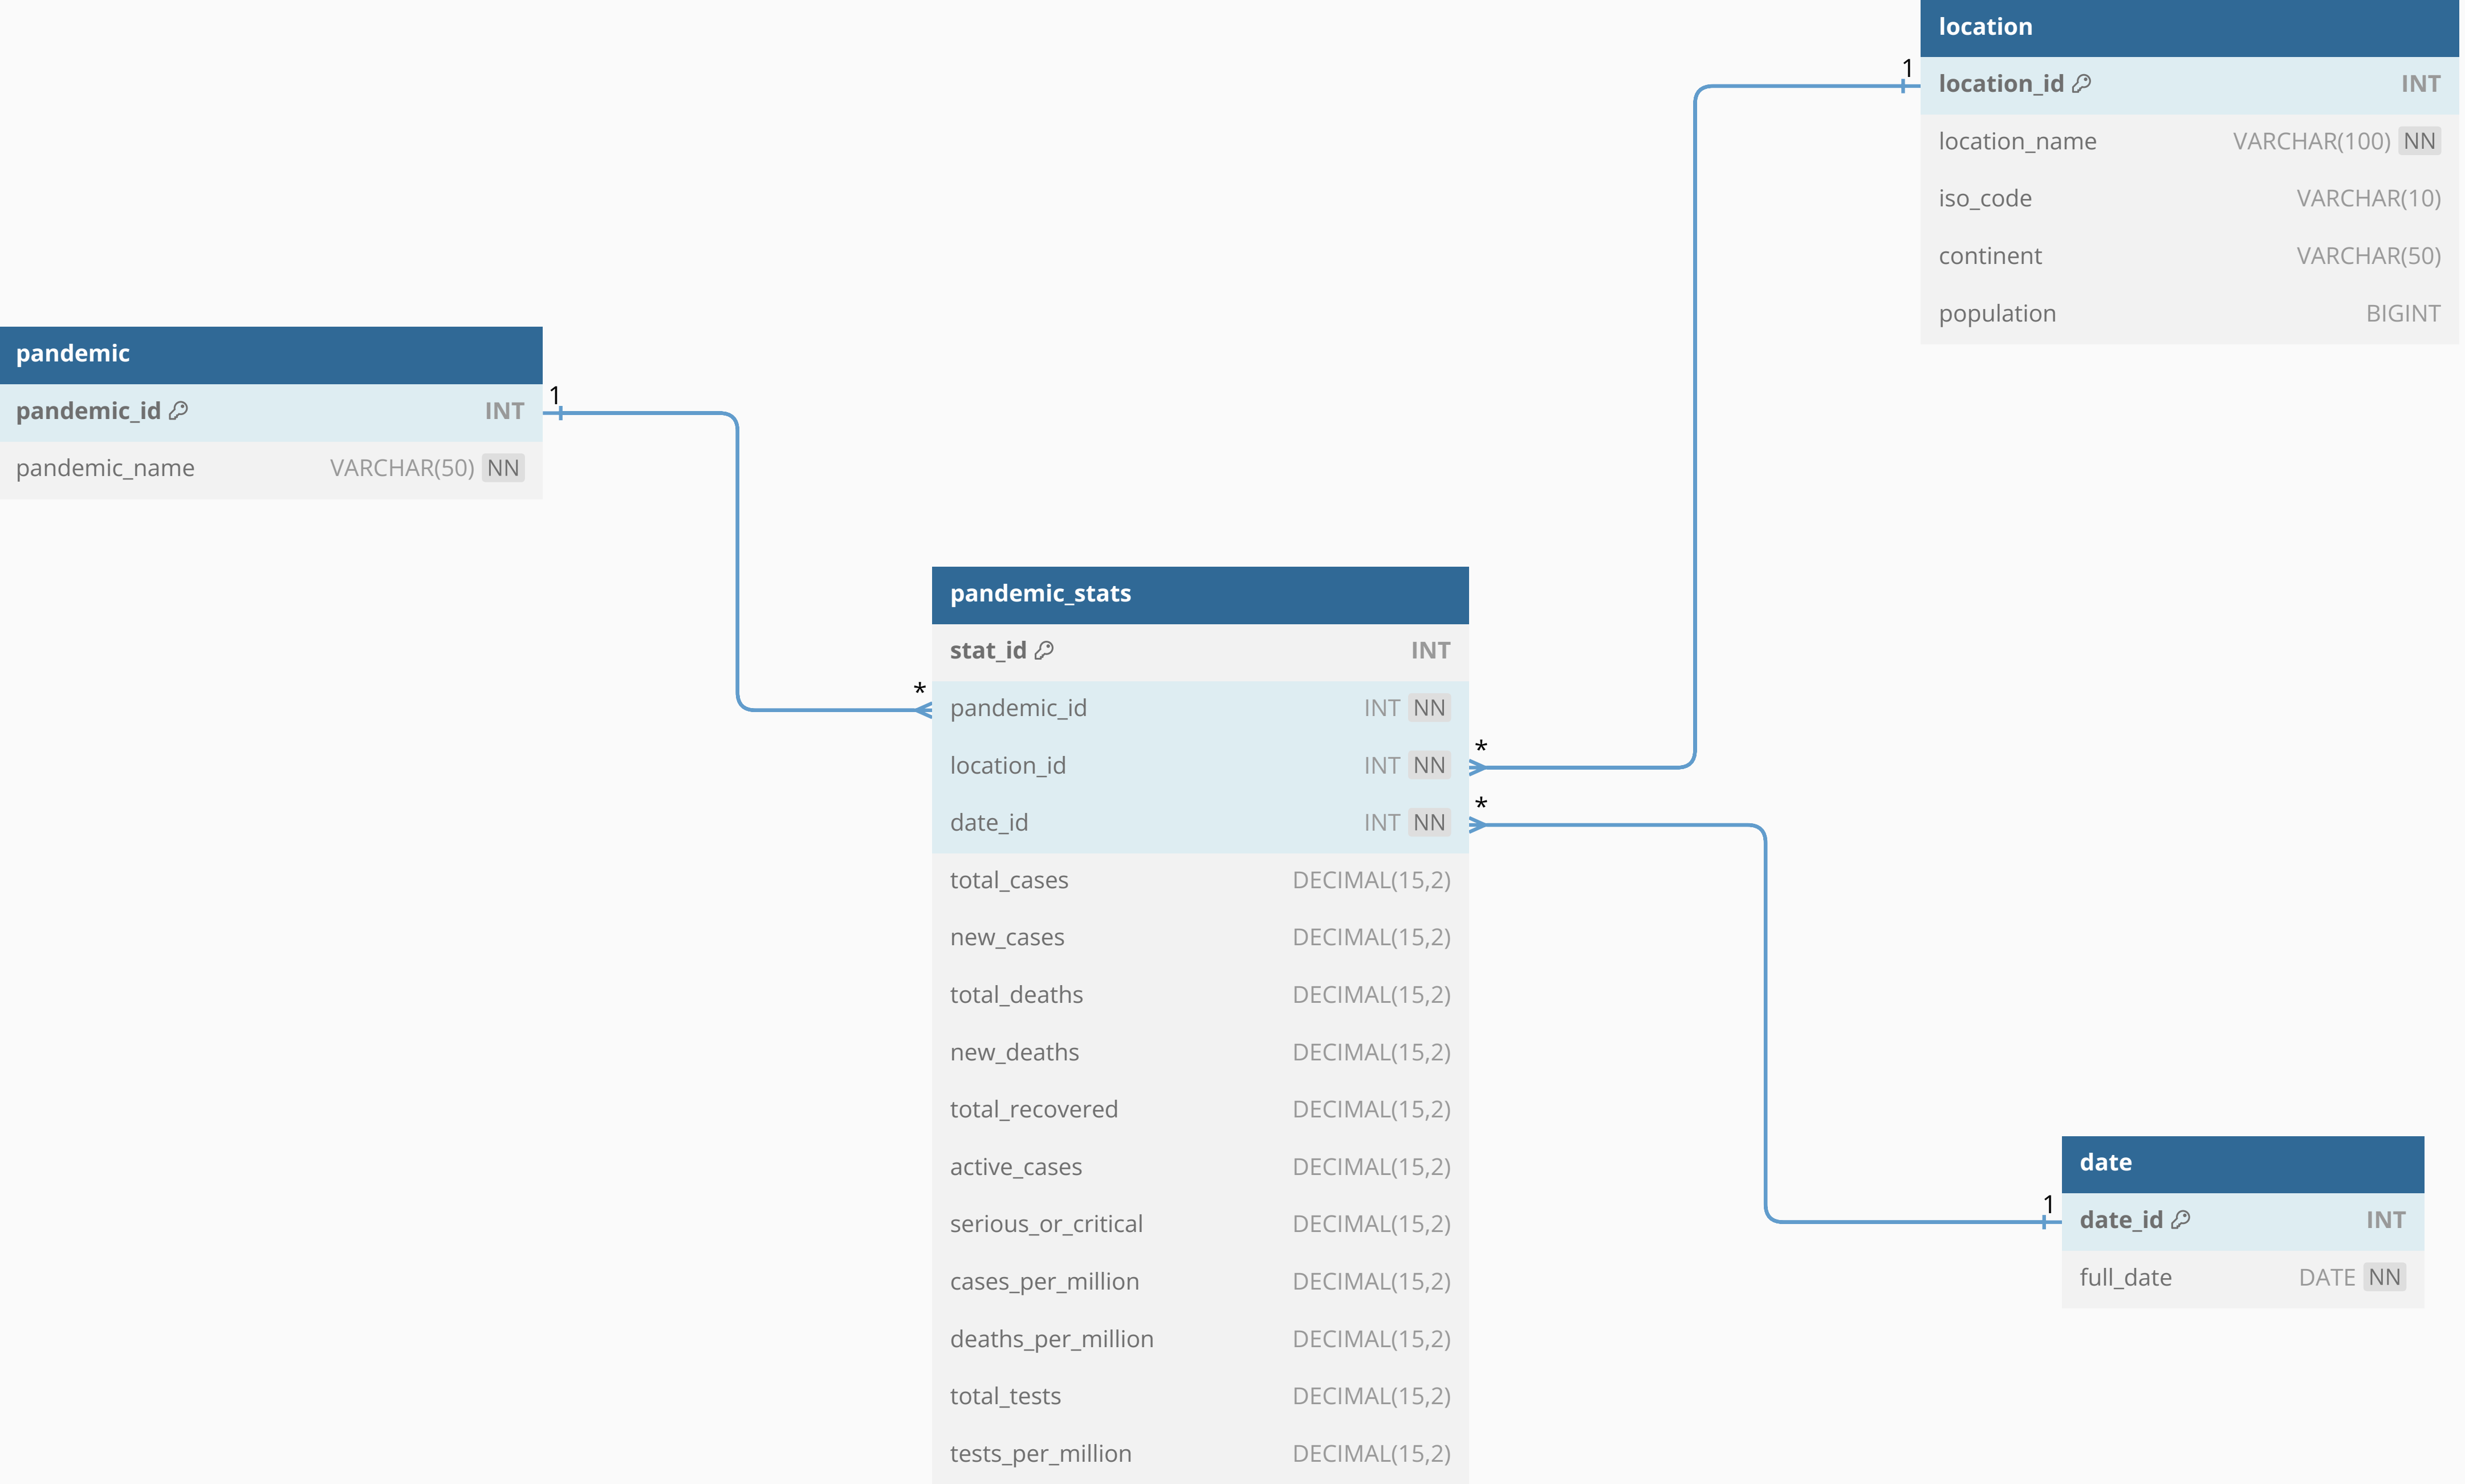 location
1
location_id INT
location_name VARCHAR(100) NN
iso_code VARCHAR(10)
continent VARCHAR(50)
population BIGINT
pandemic
1
pandemic_id INT
pandemic_name VARCHAR(50) NN
pandemic_stats
stat_id INT
*
pandemic_id INT NN
*
location_id INT NN
*
date_id INT NN
total_cases DECIMAL(15,2)
new_cases DECIMAL(15,2)
total_deaths DECIMAL(15,2)
new_deaths DECIMAL(15,2)
total_recovered DECIMAL(15,2)
active_cases DECIMAL(15,2)
serious_or_critical DECIMAL(15,2)
cases_per_million DECIMAL(15,2)
deaths_per_million DECIMAL(15,2)
total_tests DECIMAL(15,2)
tests_per_million DECIMAL(15,2)
date
1
date_id INT
full_date DATE NN